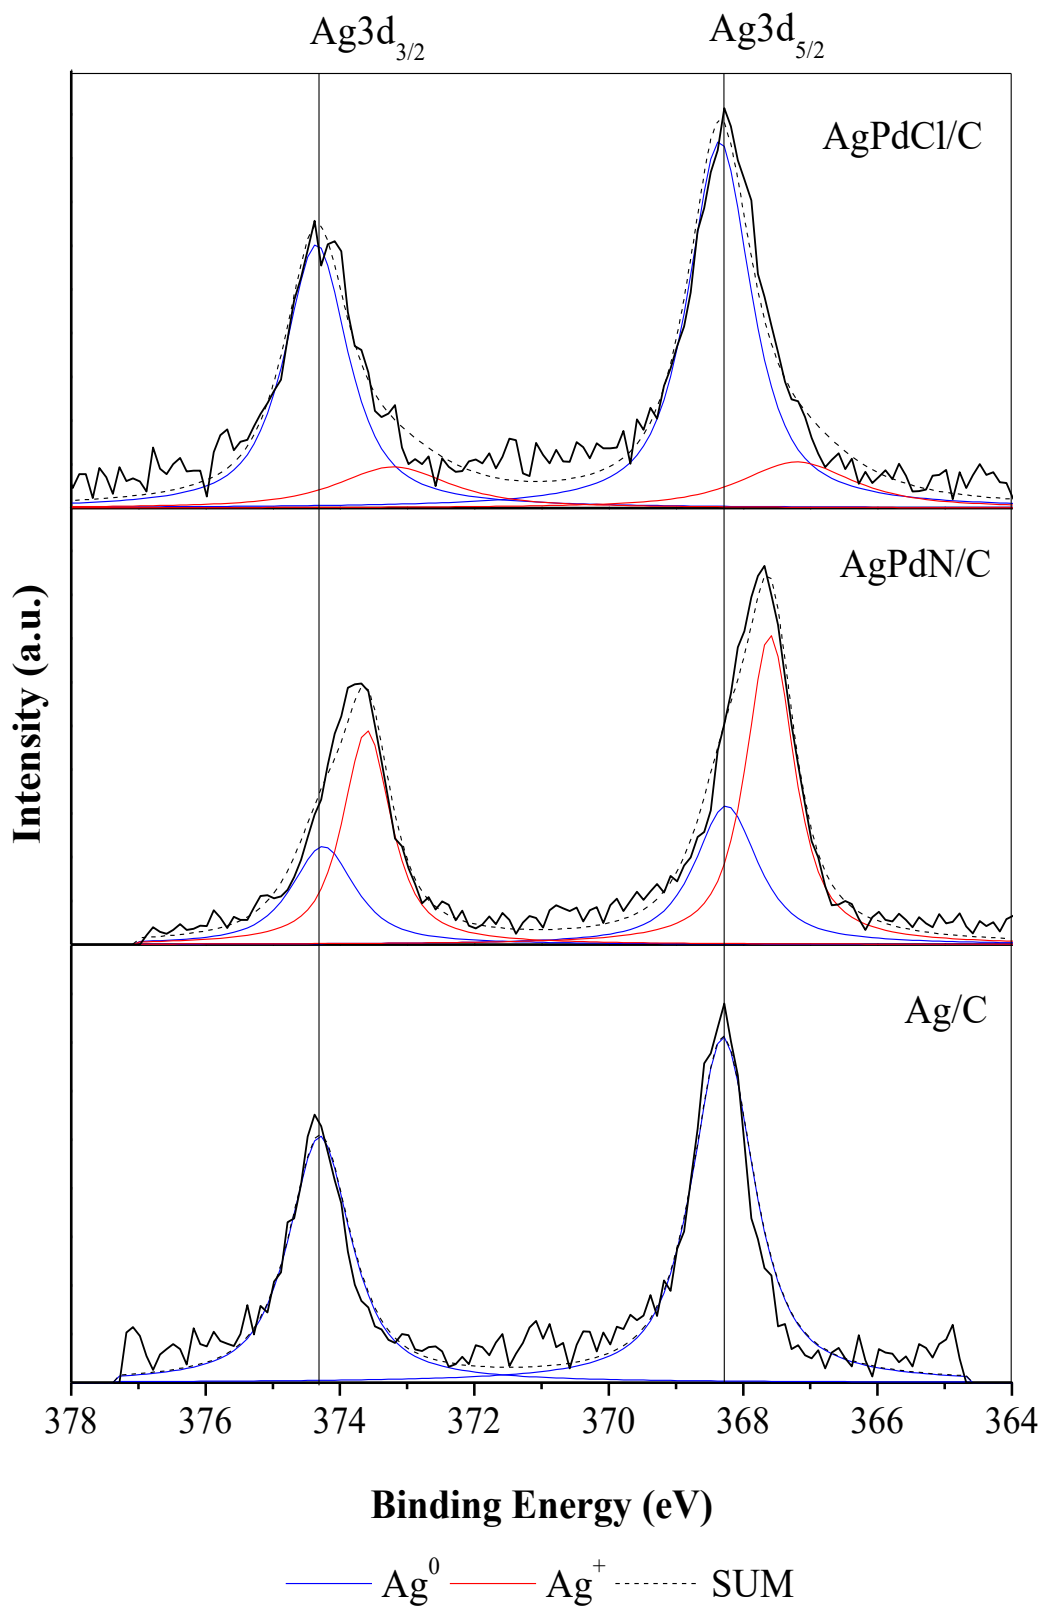 Ag3d3/2 Ag3d5/2
AgPdCl/C
AgPdN/C
Ag/C
Intensity (a.u.)
378 376 374 372 370 368 366 364
Binding Energy (eV)
Ag0 Ag+ SUM